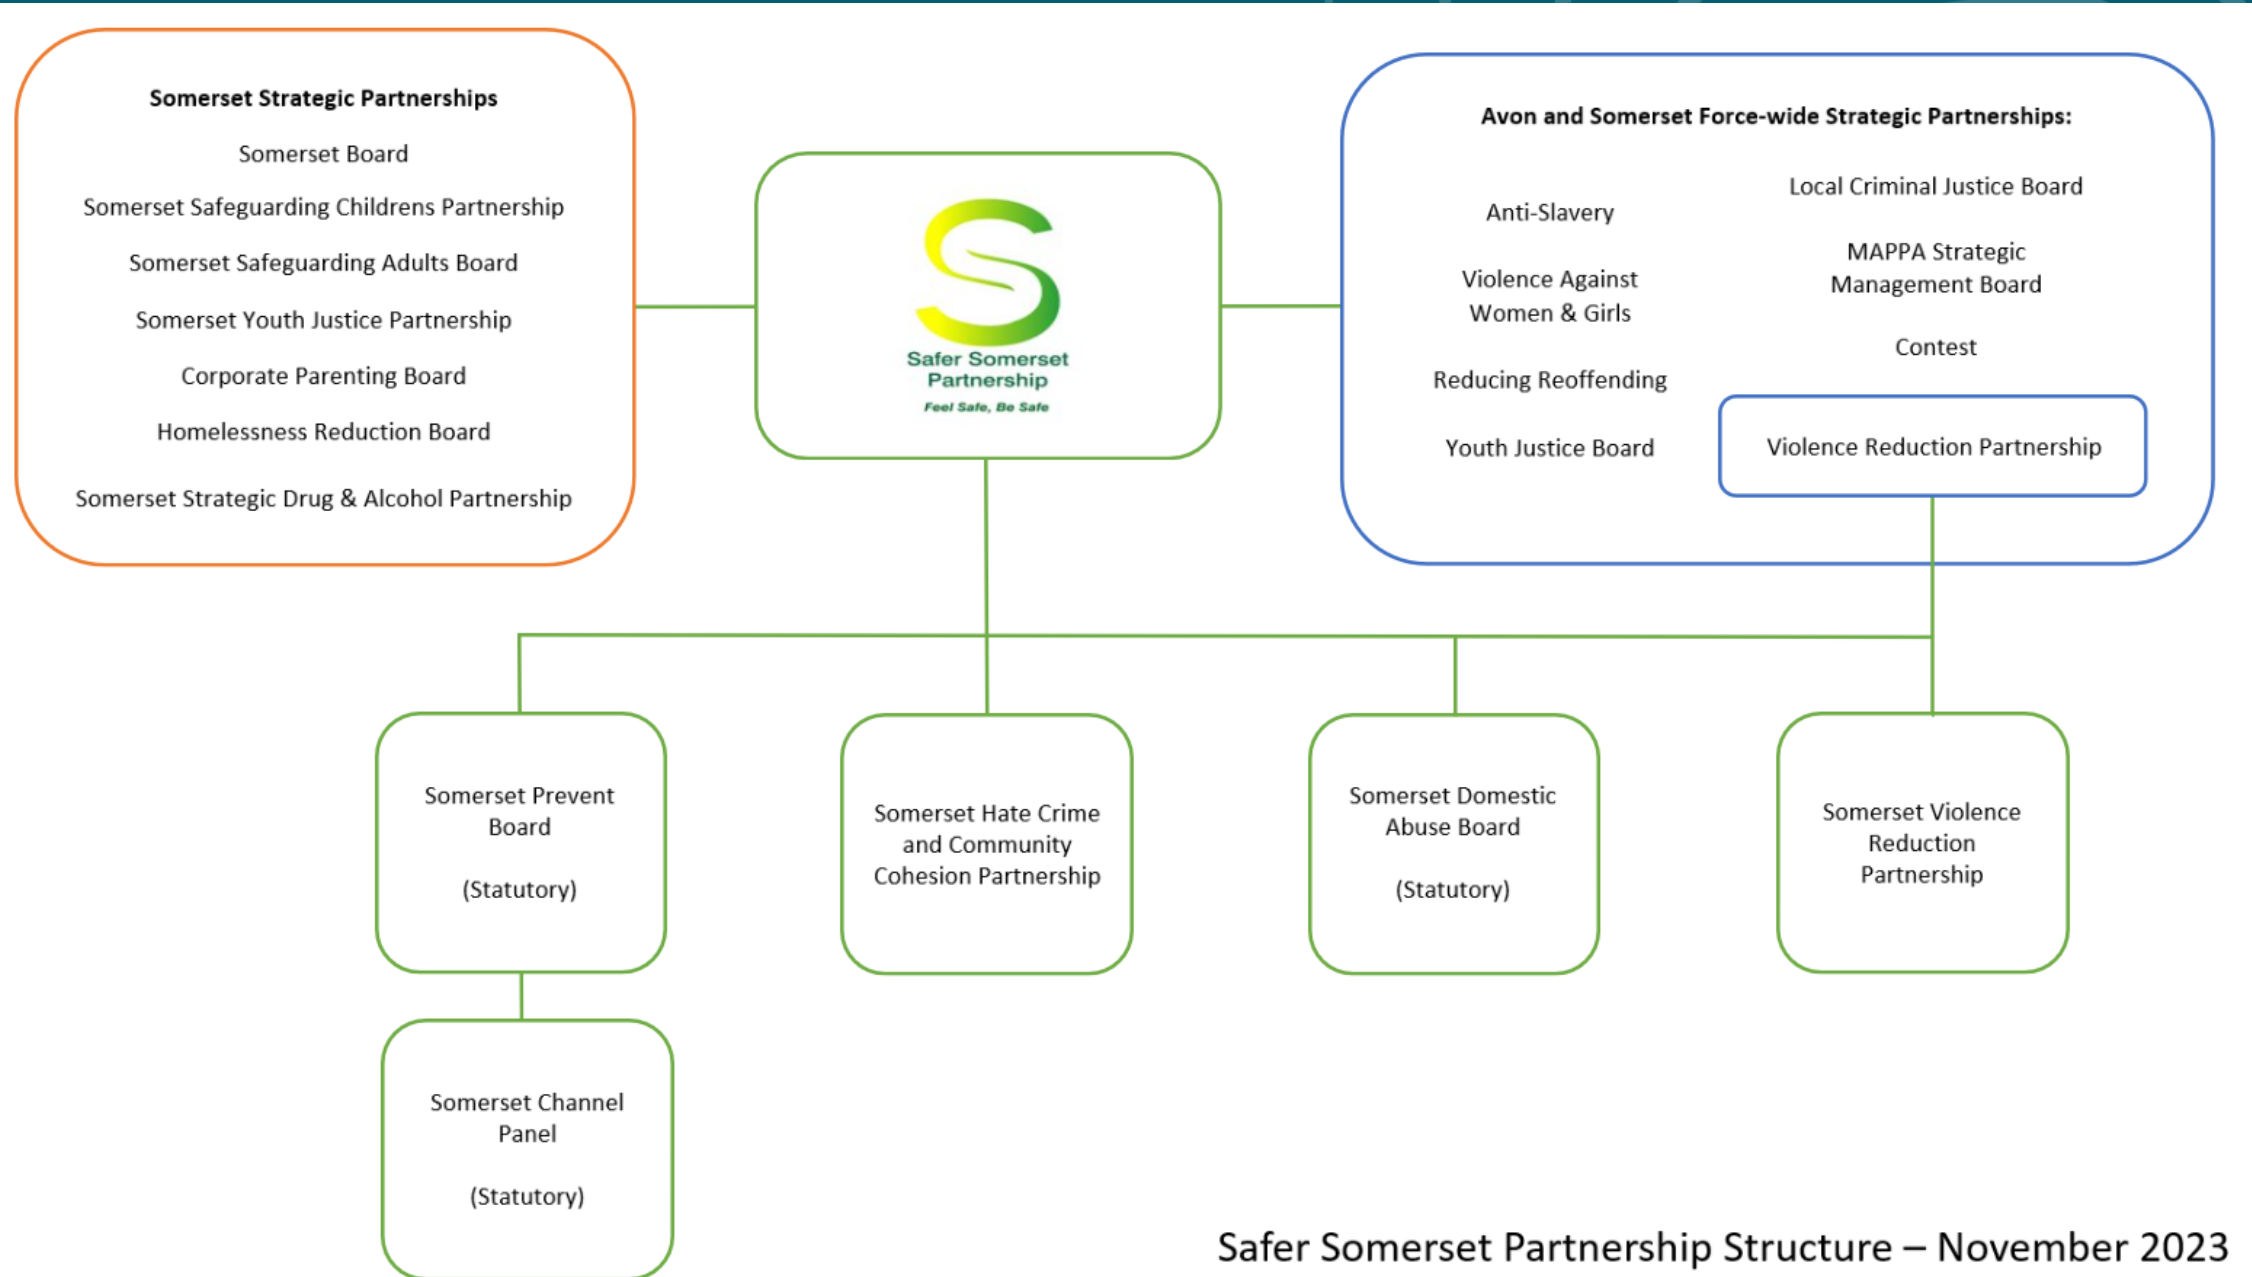 Somerset Strategic Partnerships
Somerset Board
Somerset Safeguarding Childrens Partnership
Somerset Safeguarding Adults Board
Somerset Youth Justice Partnership
Corporate Parenting Board
Homelessness Reduction Board
Somerset Strategic Drug & Alcohol Partnership
Safer Somerset
Partnership
Feel Safe, Be Safe
Avon and Somerset Force-wide Strategic Partnerships:
Anti-Slavery
Violence Against
Women & Girls
Reducing Reoffending
Youth Justice Board
Local Criminal Justice Board
MAPPA Strategic
Management Board
Contest
Violence Reduction Partnership
Somerset Prevent
Board
(Statutory)
Somerset Hate Crime
and Community
Cohesion Partnership
Somerset Domestic
Abuse Board
(Statutory)
Somerset Violence
Reduction
Partnership
Somerset Channel
Panel
(Statutory)
Safer Somerset Partnership Structure – November 2023